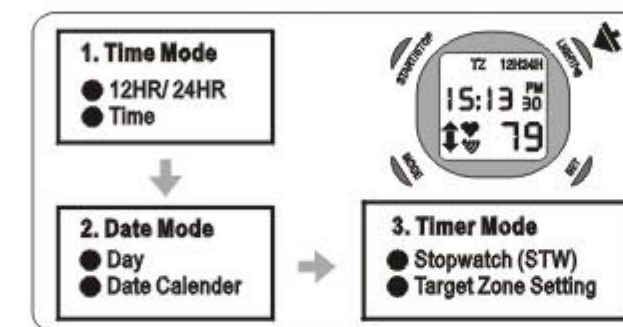 1. Time Mode
12HR/ 24HR
Time
START/STOP
LIGHT/+8
TZ 12H24H
15:13 PM 30
79
MODE
SET
2. Date Mode
Day
Date Calender
3. Timer Mode
Stopwatch (STW)
Target Zone Setting